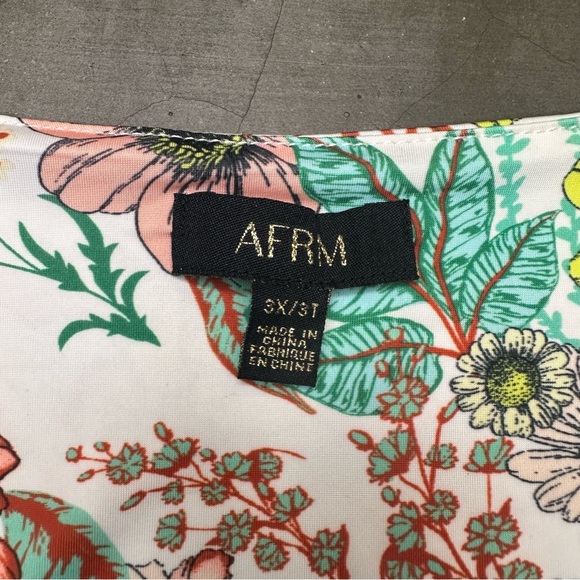 AFRM
3X/3T
MADE IN
CHINA
FABRIQUE
EN CHINE